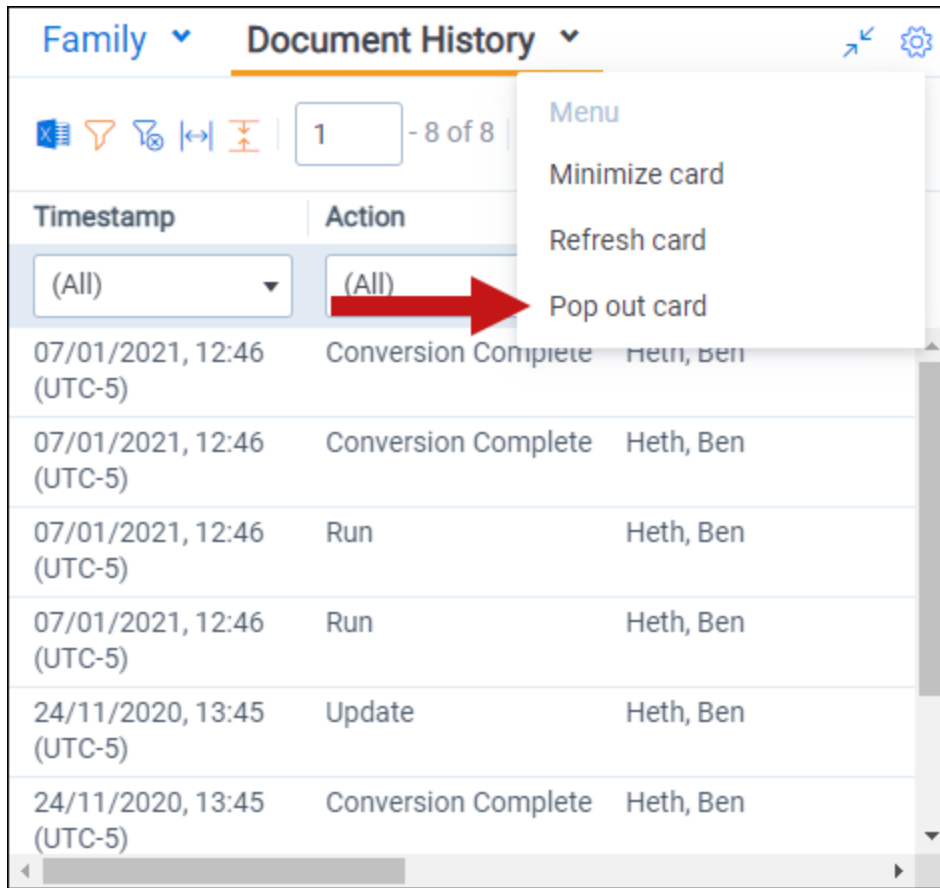 Family Document History
1 - 8 of 8
Menu
Minimize card
Refresh card
Pop out card
Timestamp Action
(All) (All)
07/01/2021, 12:46 Conversion Complete Heth, Ben
(UTC-5)
07/01/2021, 12:46 Conversion Complete Heth, Ben
(UTC-5)
07/01/2021, 12:46 Run Heth, Ben
(UTC-5)
07/01/2021, 12:46 Run Heth, Ben
(UTC-5)
24/11/2020, 13:45 Update Heth, Ben
(UTC-5)
24/11/2020, 13:45 Conversion Complete Heth, Ben
(UTC-5)